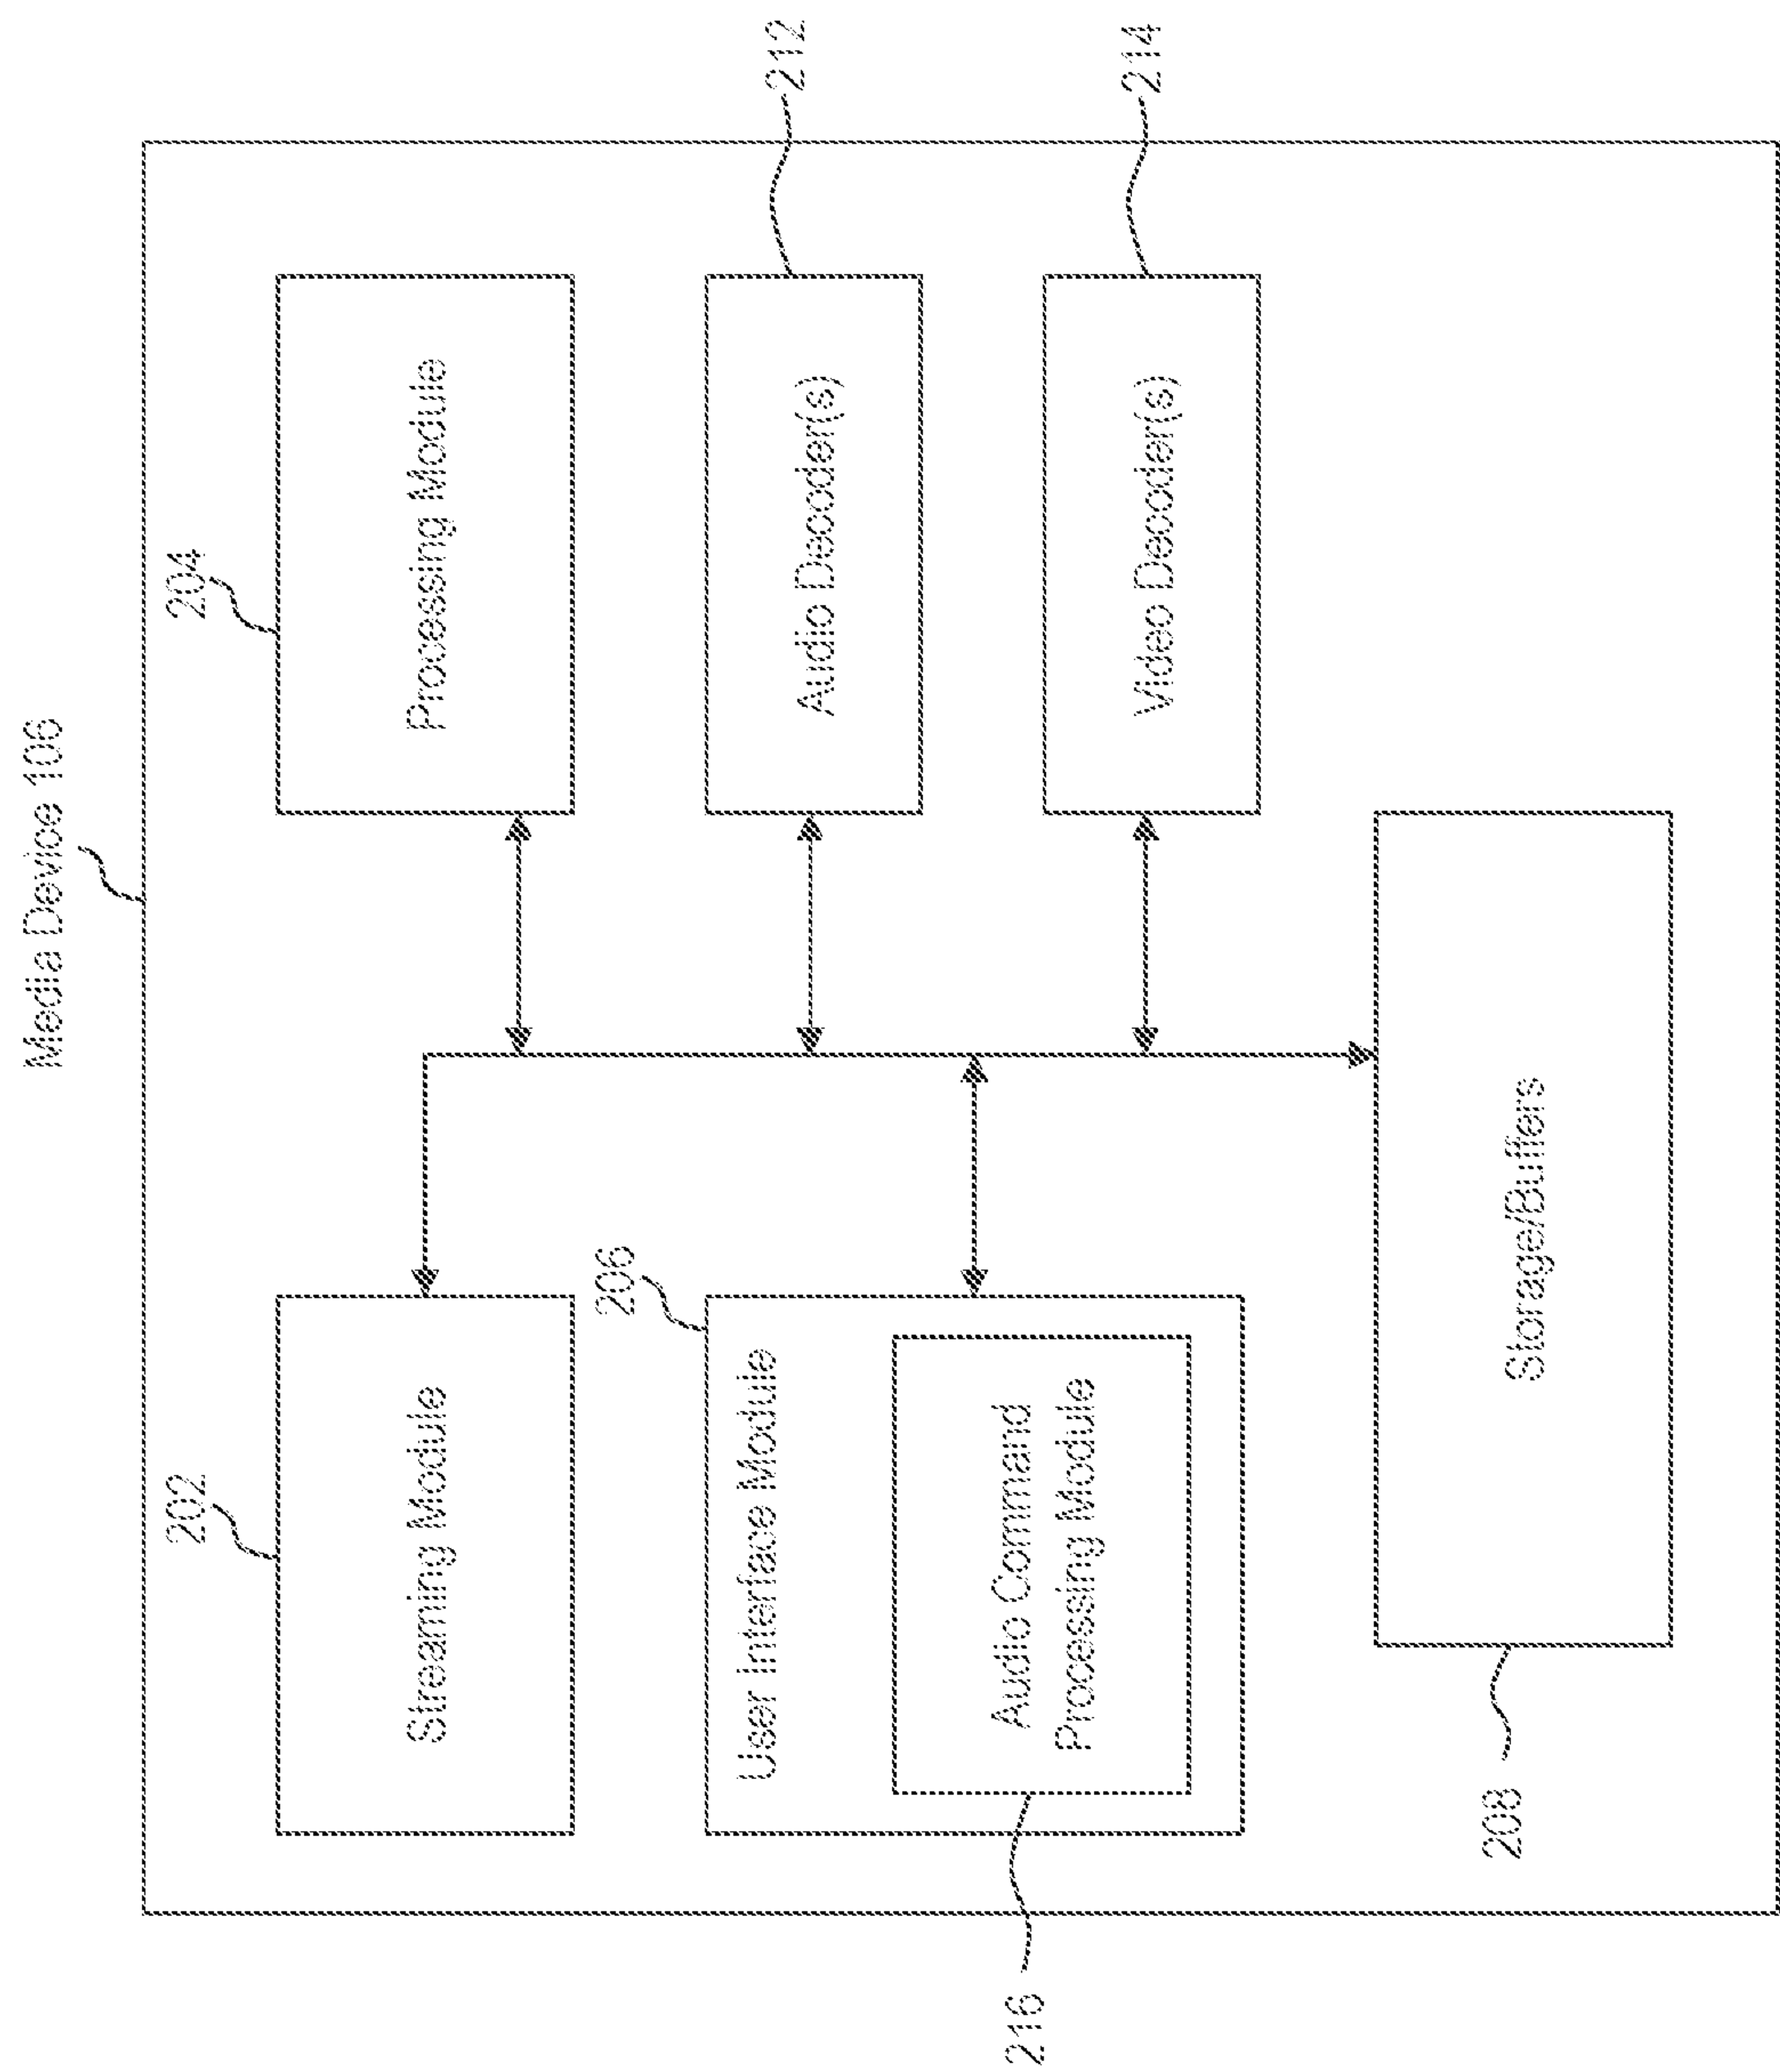 Media Device 106
202
204
Streaming Module
Processing Module
206
User Interface Module
Audio Decoder(s)
212
Audio Command
Processing Module
216
Video Decoder(s)
214
Storage/Buffers
208